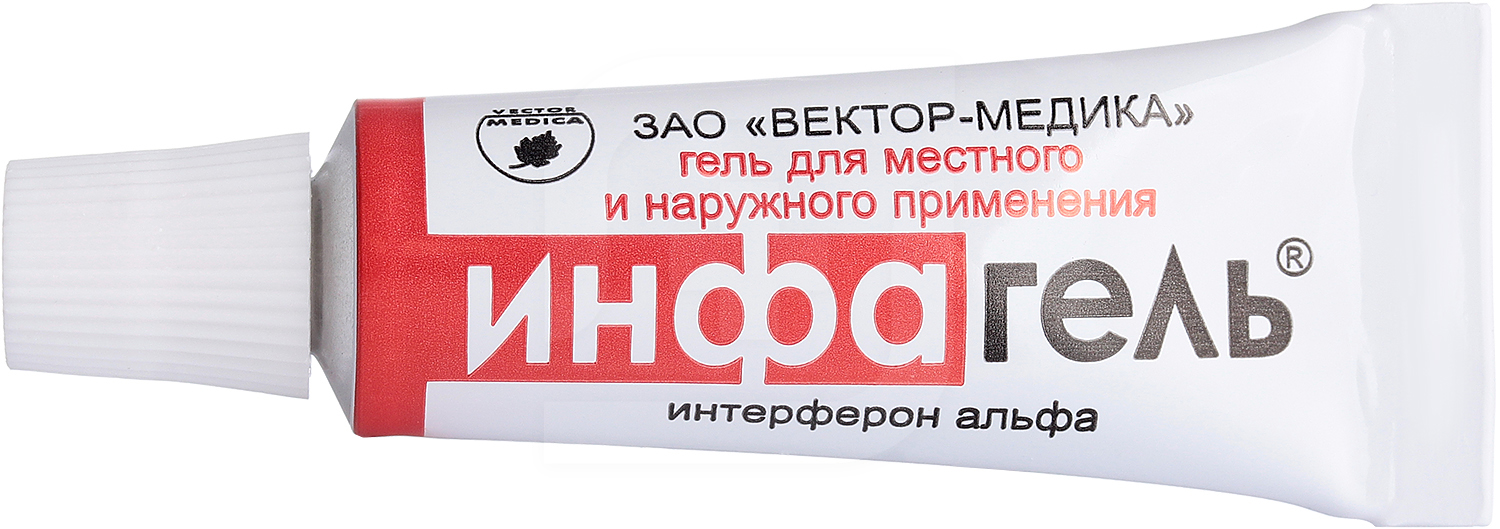 VECTOR
MEDICA
ЗАО «ВЕКТОР-МЕДИКА»
гель для местного
и наружного применения
инфагель®
интерферон альфа